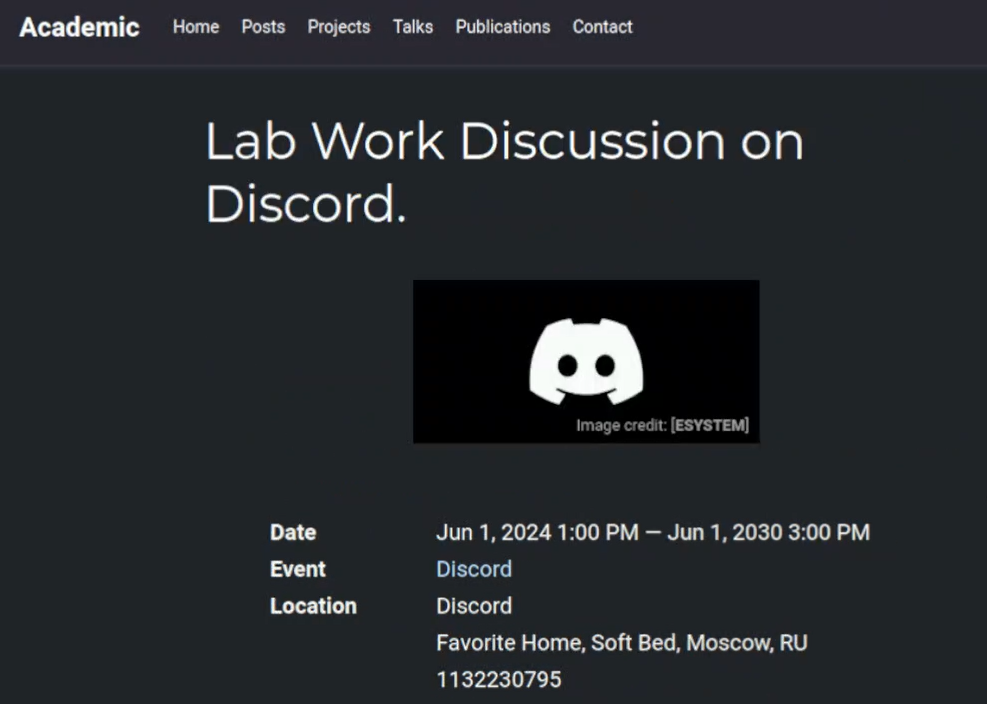 Academic Home Posts Projects Talks Publications Contact
Lab Work Discussion on
Discord.
Image credit: [ESYSTEM]
Date Jun 1, 2024 1:00 PM — Jun 1, 2030 3:00 PM
Event Discord
Location Discord
Favorite Home, Soft Bed, Moscow, RU
1132230795